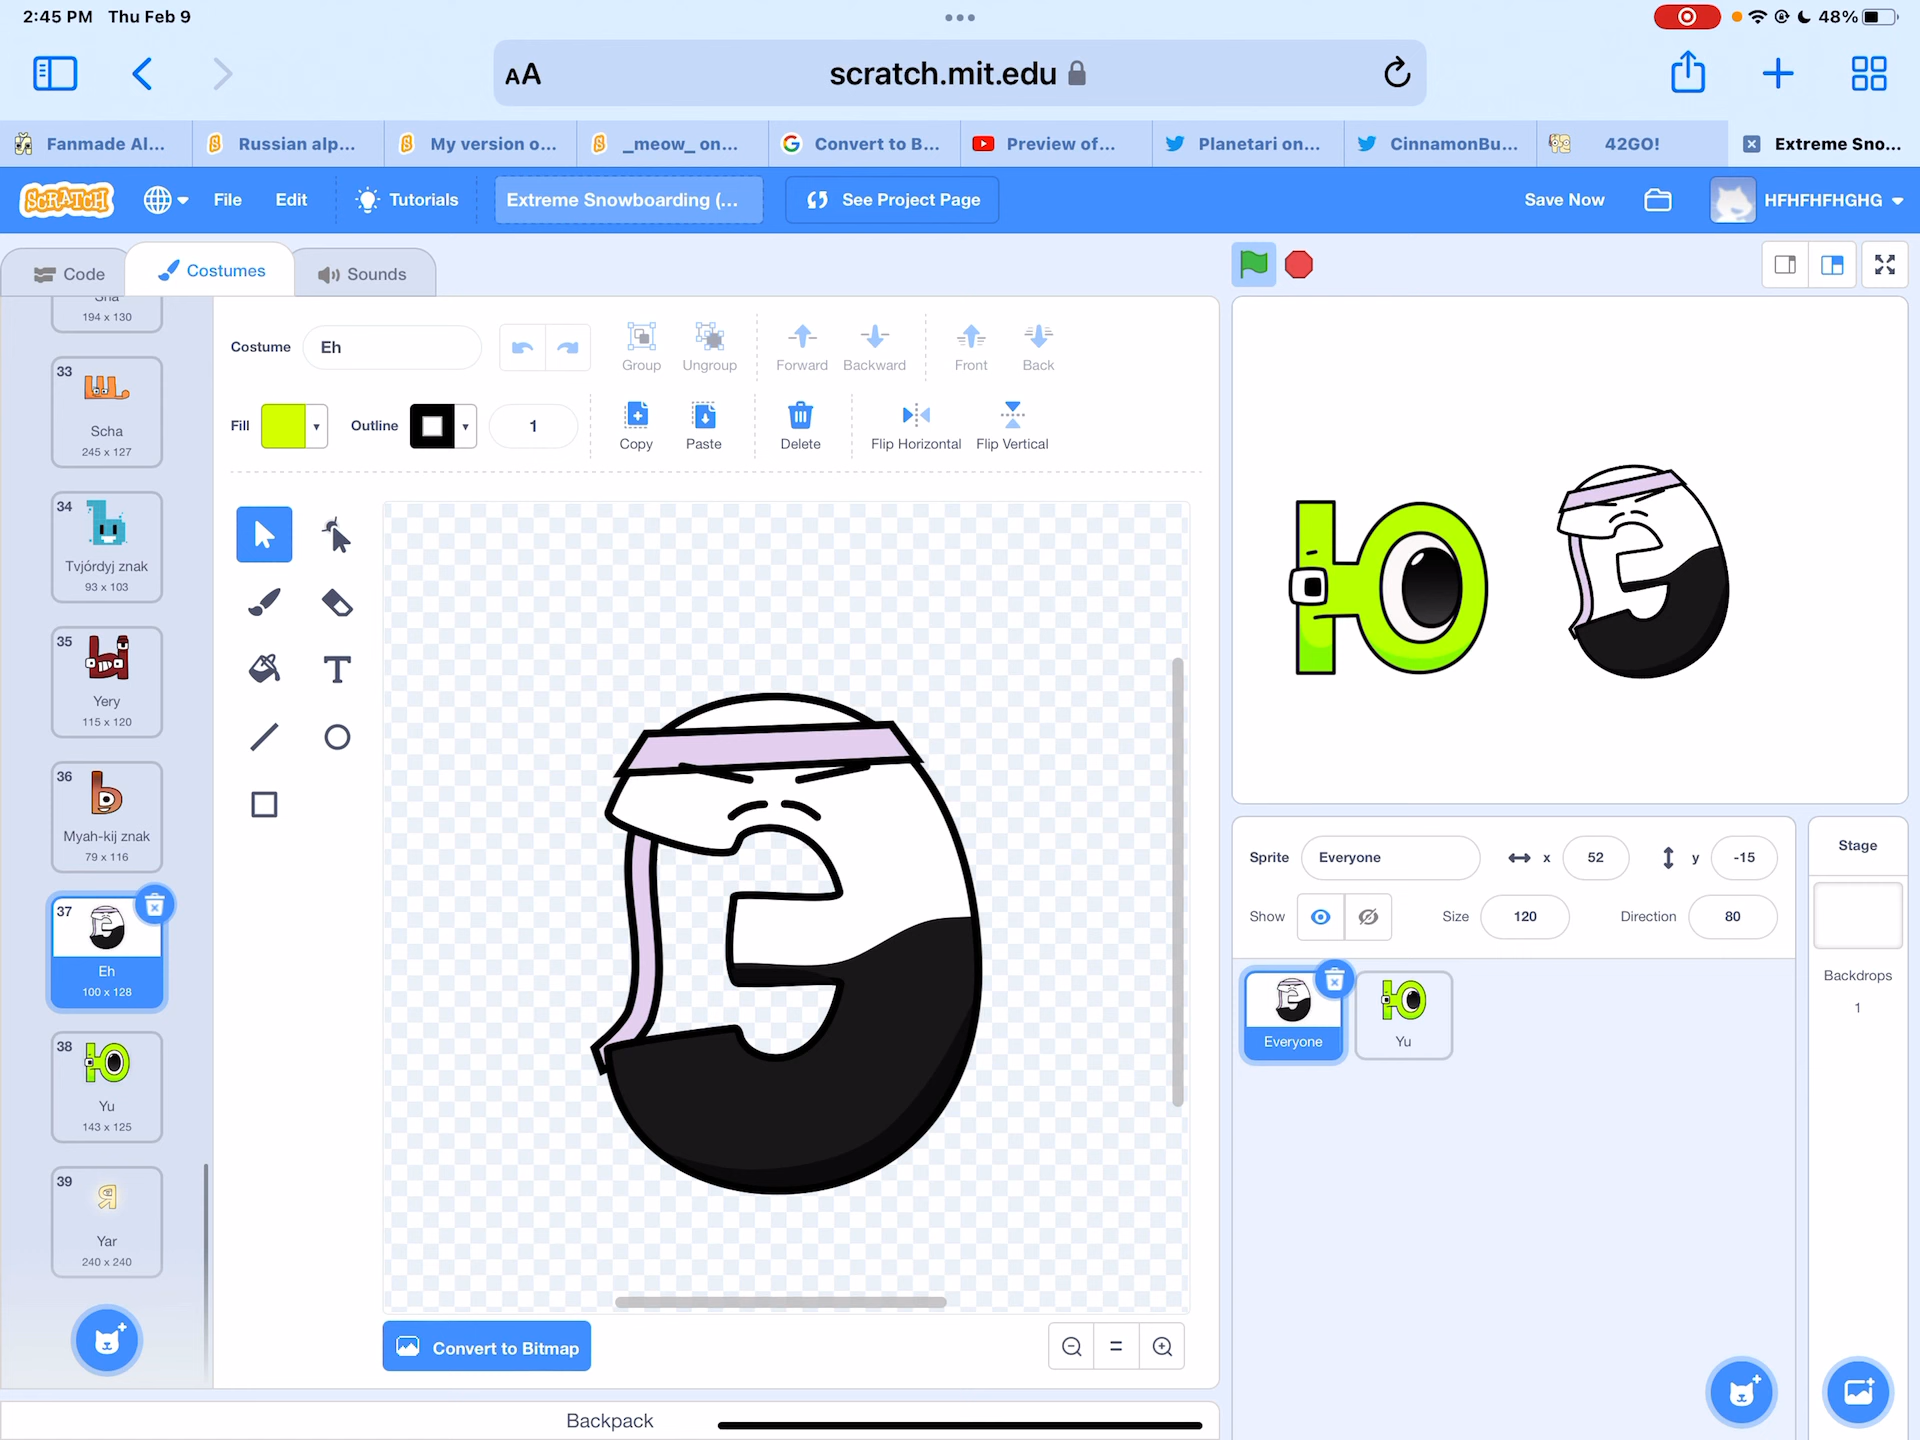 2:45 PM Thu Feb 9
48%
AA
scratch.mit.edu
Fanmade Al...
Russian alp...
My version o...
_meow_ on...
Convert to B...
Preview of...
Planetari on...
CinnamonBu...
42GO!
Extreme Sno...
SCRATCH
File
Edit
Tutorials
Extreme Snowboarding (...
See Project Page
Save Now
HFHFHFHGHG
Code
Costumes
Sounds
Sha
194 x 130
33
Scha
245 x 127
34
Tvjórdyj znak
93 x 103
35
Yery
115 x 120
36
Myah-kij znak
79 x 116
37
Eh
100 x 128
38
Yu
143 x 125
39
Yar
240 x 240
Costume
Eh
Group
Ungroup
Forward
Backward
Front
Back
Fill
Outline
1
Copy
Paste
Delete
Flip Horizontal
Flip Vertical
Convert to Bitmap
Backpack
Sprite
Everyone
x
52
y
-15
Show
Size
120
Direction
80
Everyone
Yu
Stage
Backdrops
1